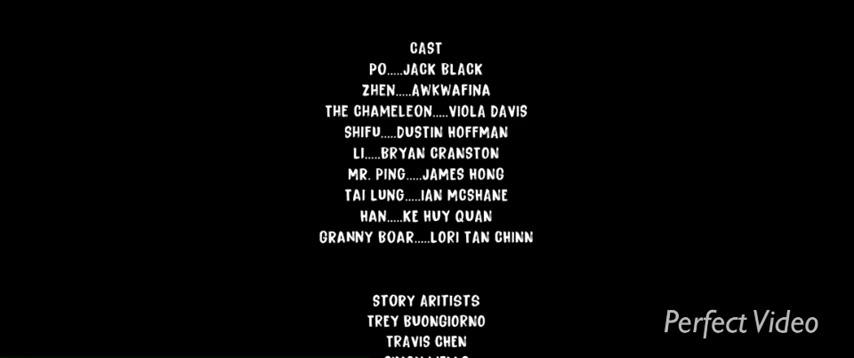 CAST
PO.....JACK BLACK
ZHEN.....AWKWAFINA
THE CHAMELEON.....VIOLA DAVIS
SHIFU.....DUSTIN HOFFMAN
LI.....BRYAN CRANSTON
MR. PING.....JAMES HONG
TAI LUNG.....IAN MCSHANE
HAN.....KE HUY QUAN
GRANNY BOAR.....LORI TAN CHINN
STORY ARITISTS
TREY BUONGIORNO
TRAVIS CHEN
Perfect Video